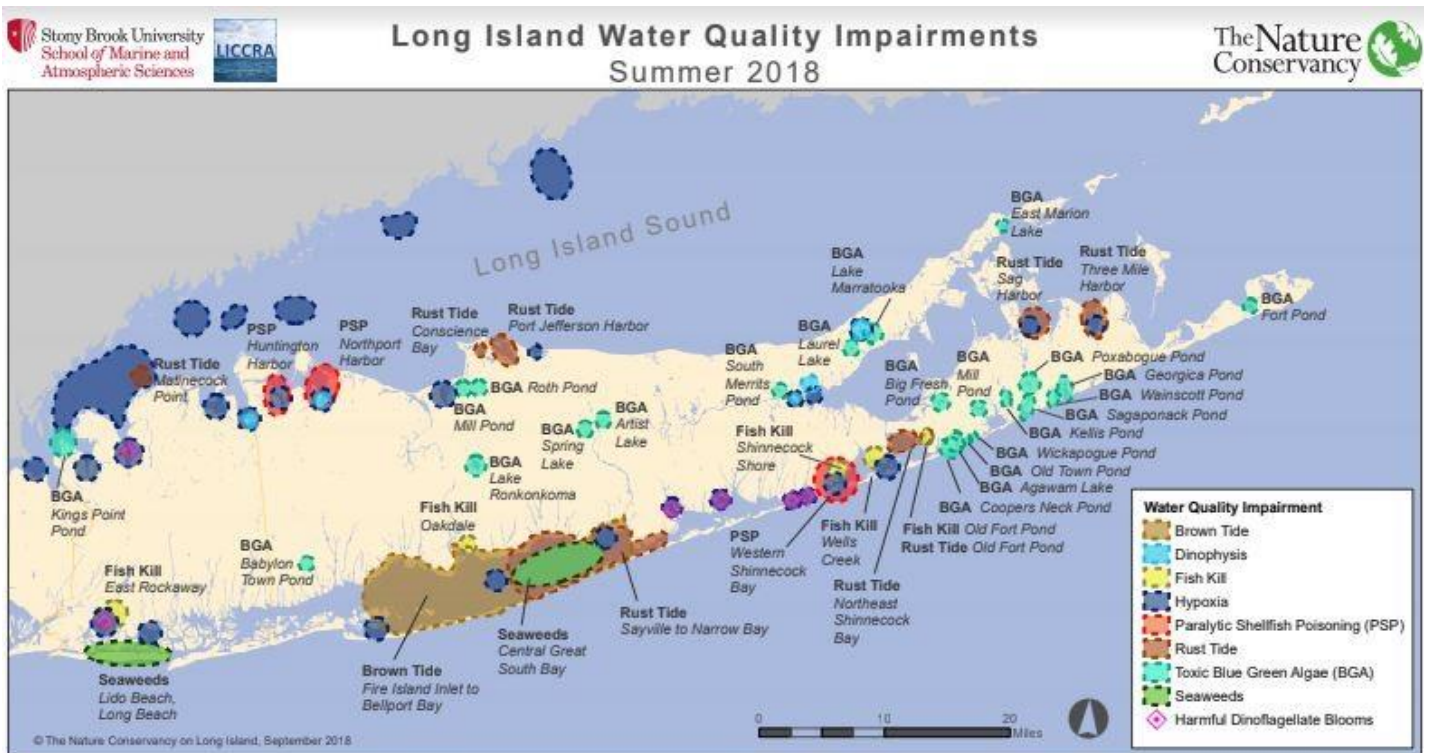 Stony Brook University
School of Marine and
Atmospheric Sciences
LICCRA
Long Island Water Quality Impairments
Summer 2018
The Nature
Conservancy
Long Island Sound
BGA
East Marion
Lake
BGA
Lake
Marratooka
Rust Tide
Sag
Harbor
Rust Tide
Three Mile
Harbor
BGA
Fort Pond
PSP
Huntington
Harbor
PSP
Northport
Harbor
Rust Tide
Conscience
Bay
Rust Tide
Port Jefferson Harbor
Rust Tide
Matinecock
Point
BGA
Laurel
Lake
BGA
South
Merrits
Pond
BGA
Big Fresh
Pond
BGA
Mill
Pond
BGA Poxabogue Pond
BGA Georgica Pond
BGA Wainscott Pond
BGA Sagaponack Pond
BGA Kellis Pond
BGA Wickapogue Pond
BGA Old Town Pond
BGA Agawam Lake
BGA Coopers Neck Pond
BGA Roth Pond
BGA
Mill Pond
BGA
Spring
Lake
BGA
Artist
Lake
BGA
Lake
Ronkonkoma
Fish Kill
Shinnecock
Shore
BGA
Kings Point
Pond
Fish Kill
Oakdale
BGA
Babylon
Town Pond
Fish Kill
East Rockaway
PSP
Western
Shinnecock
Bay
Fish Kill
Wells
Creek
Fish Kill Old Fort Pond
Rust Tide Old Fort Pond
Rust Tide
Northeast
Shinnecock
Bay
Rust Tide
Sayville to Narrow Bay
Seaweeds
Central Great
South Bay
Brown Tide
Fire Island Inlet to
Bellport Bay
Seaweeds
Lido Beach,
Long Beach
Water Quality Impairment
Brown Tide
Dinophysis
Fish Kill
Hypoxia
Paralytic Shellfish Poisoning (PSP)
Rust Tide
Toxic Blue Green Algae (BGA)
Seaweeds
Harmful Dinoflagellate Blooms
0 10 20
Miles
© The Nature Conservancy on Long Island, September 2018